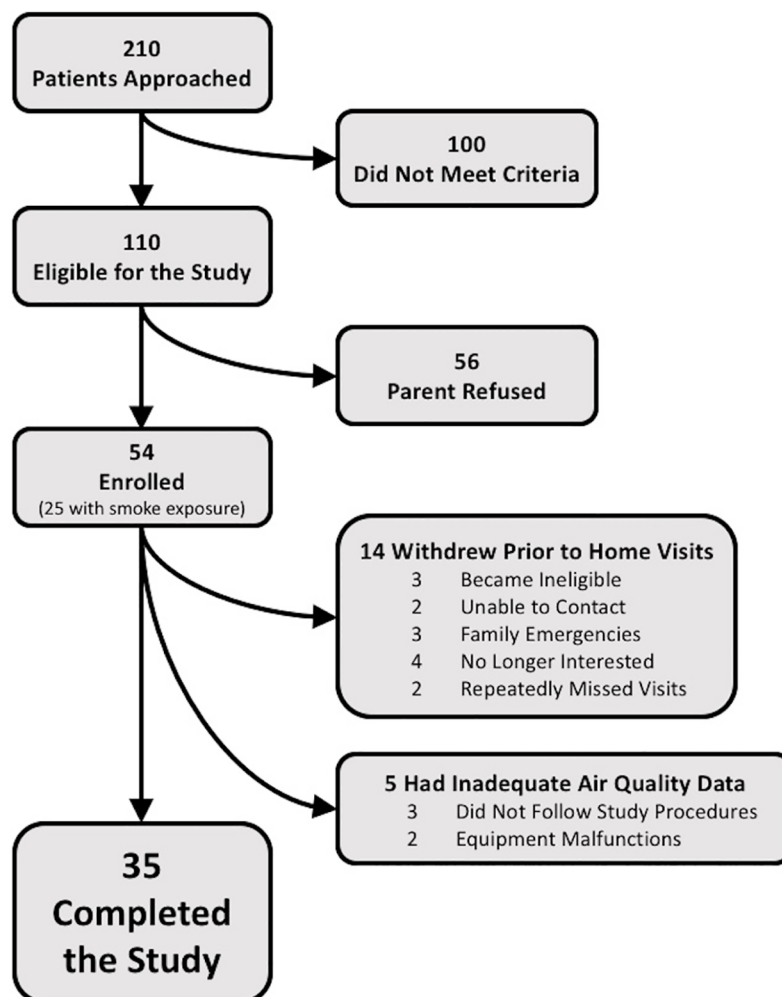 210
Patients Approached
100
Did Not Meet Criteria
110
Eligible for the Study
56
Parent Refused
54
Enrolled
(25 with smoke exposure)
14 Withdrew Prior to Home Visits
3 Became Ineligible
2 Unable to Contact
3 Family Emergencies
4 No Longer Interested
2 Repeatedly Missed Visits
5 Had Inadequate Air Quality Data
3 Did Not Follow Study Procedures
2 Equipment Malfunctions
35
Completed
the Study